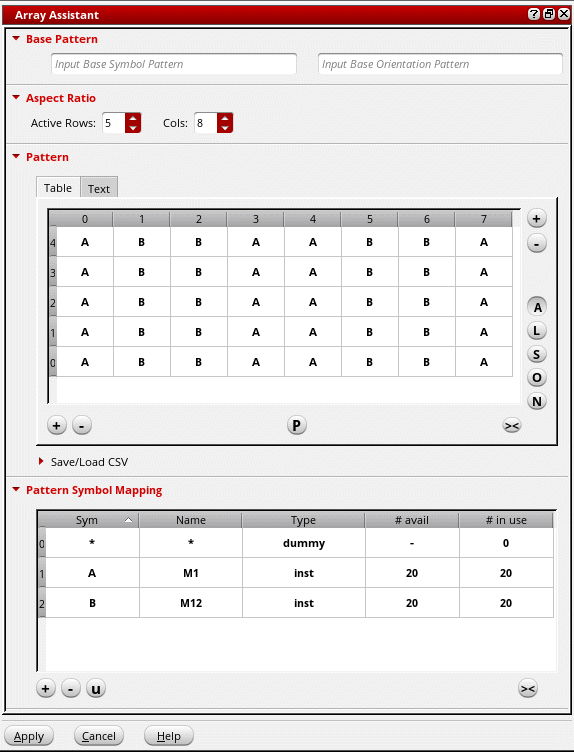 Array Assistant
Base Pattern
Input Base Symbol Pattern Input Base Orientation Pattern
Aspect Ratio
Active Rows: 5 Cols: 8
Pattern
Table Text
0 1 2 3 4 5 6 7 +
4 A B B A A B B A -
3 A B B A A B B A
2 A B B A A B B A A
1 A B B A A B B A L
0 A B B A A B B A S
O
N
+ - P ><
Save/Load CSV
Pattern Symbol Mapping
Sym Name Type # avail # in use
0 * * dummy - 0
1 A M1 inst 20 20
2 B M12 inst 20 20
+ - u ><
Apply Cancel Help